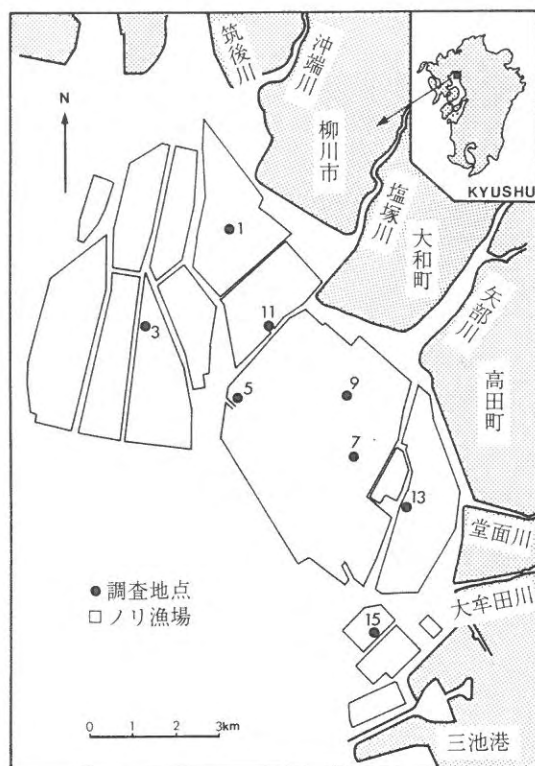 筑後川
沖端川
柳川市
塩塚川
大和町
矢部川
高田町
堂面川
大牟田川
三池港
KYUSHU
N
1
3
11
5
9
7
13
15
●調査地点
□ノリ漁場
0 1 2 3km